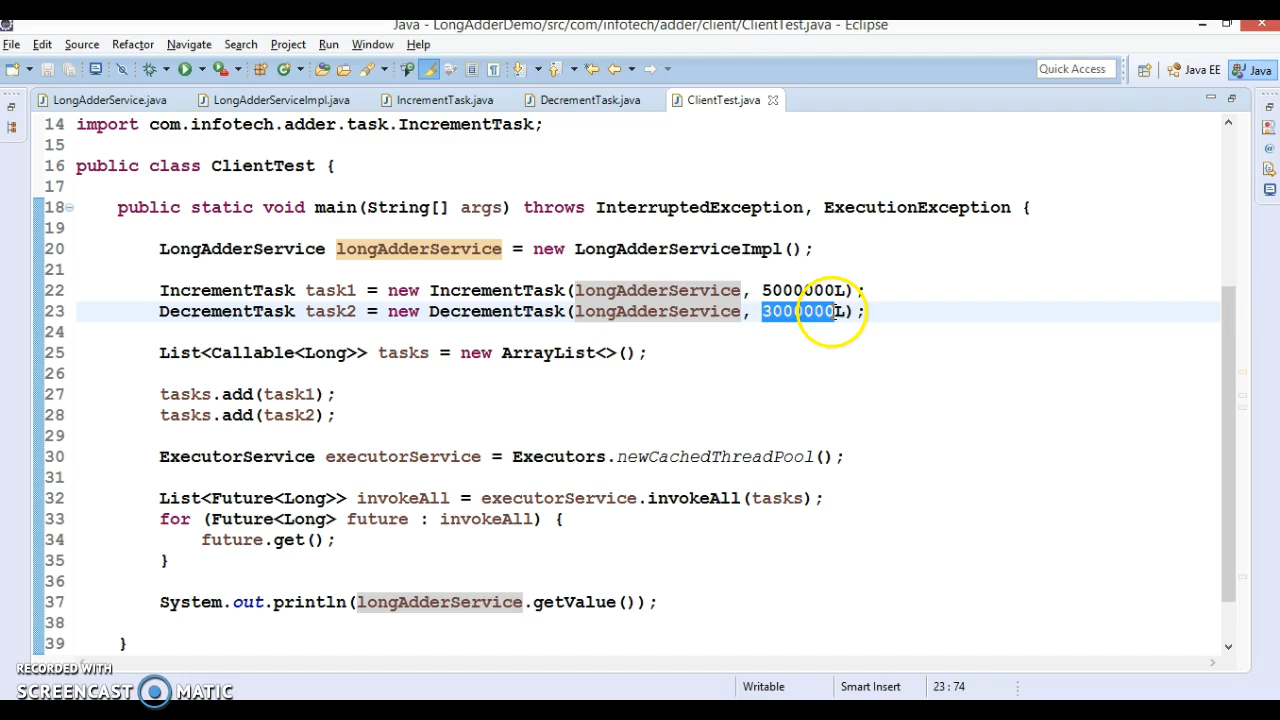 Java - LongAdderDemo/src/com/infotech/adder/client/ClientTest.java - Eclipse
File Edit Source Refactor Navigate Search Project Run Window Help
Quick Access Java EE Java
LongAdderService.java LongAdderServiceImpl.java IncrementTask.java DecrementTask.java ClientTest.java
14 import com.infotech.adder.task.IncrementTask;
15
16 public class ClientTest {
17
18 public static void main(String[] args) throws InterruptedException, ExecutionException {
19
20 LongAdderService longAdderService = new LongAdderServiceImpl();
21
22 IncrementTask task1 = new IncrementTask(longAdderService, 5000000L);
23 DecrementTask task2 = new DecrementTask(longAdderService, 3000000L);
24
25 List<Callable<Long>> tasks = new ArrayList<>();
26
27 tasks.add(task1);
28 tasks.add(task2);
29
30 ExecutorService executorService = Executors.newCachedThreadPool();
31
32 List<Future<Long>> invokeAll = executorService.invokeAll(tasks);
33 for (Future<Long> future : invokeAll) {
34 future.get();
35 }
36
37 System.out.println(longAdderService.getValue());
38
39 }
RECORDED WITH
SCREENCAST MATIC
Writable Smart Insert 23 : 74